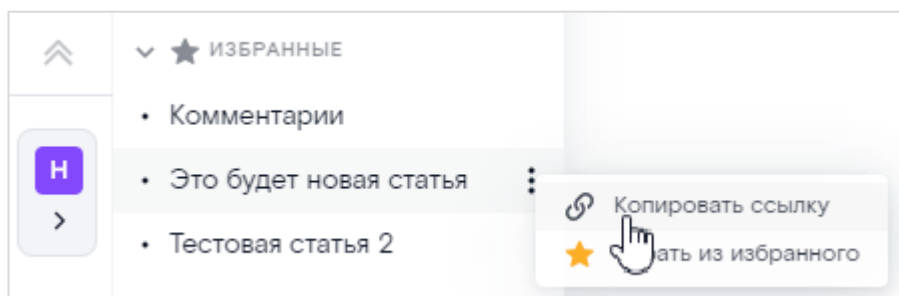 ИЗБРАННЫЕ
Комментарии
Н
Это будет новая статья
Копировать ссылку
из избранного
Тестовая статья 2